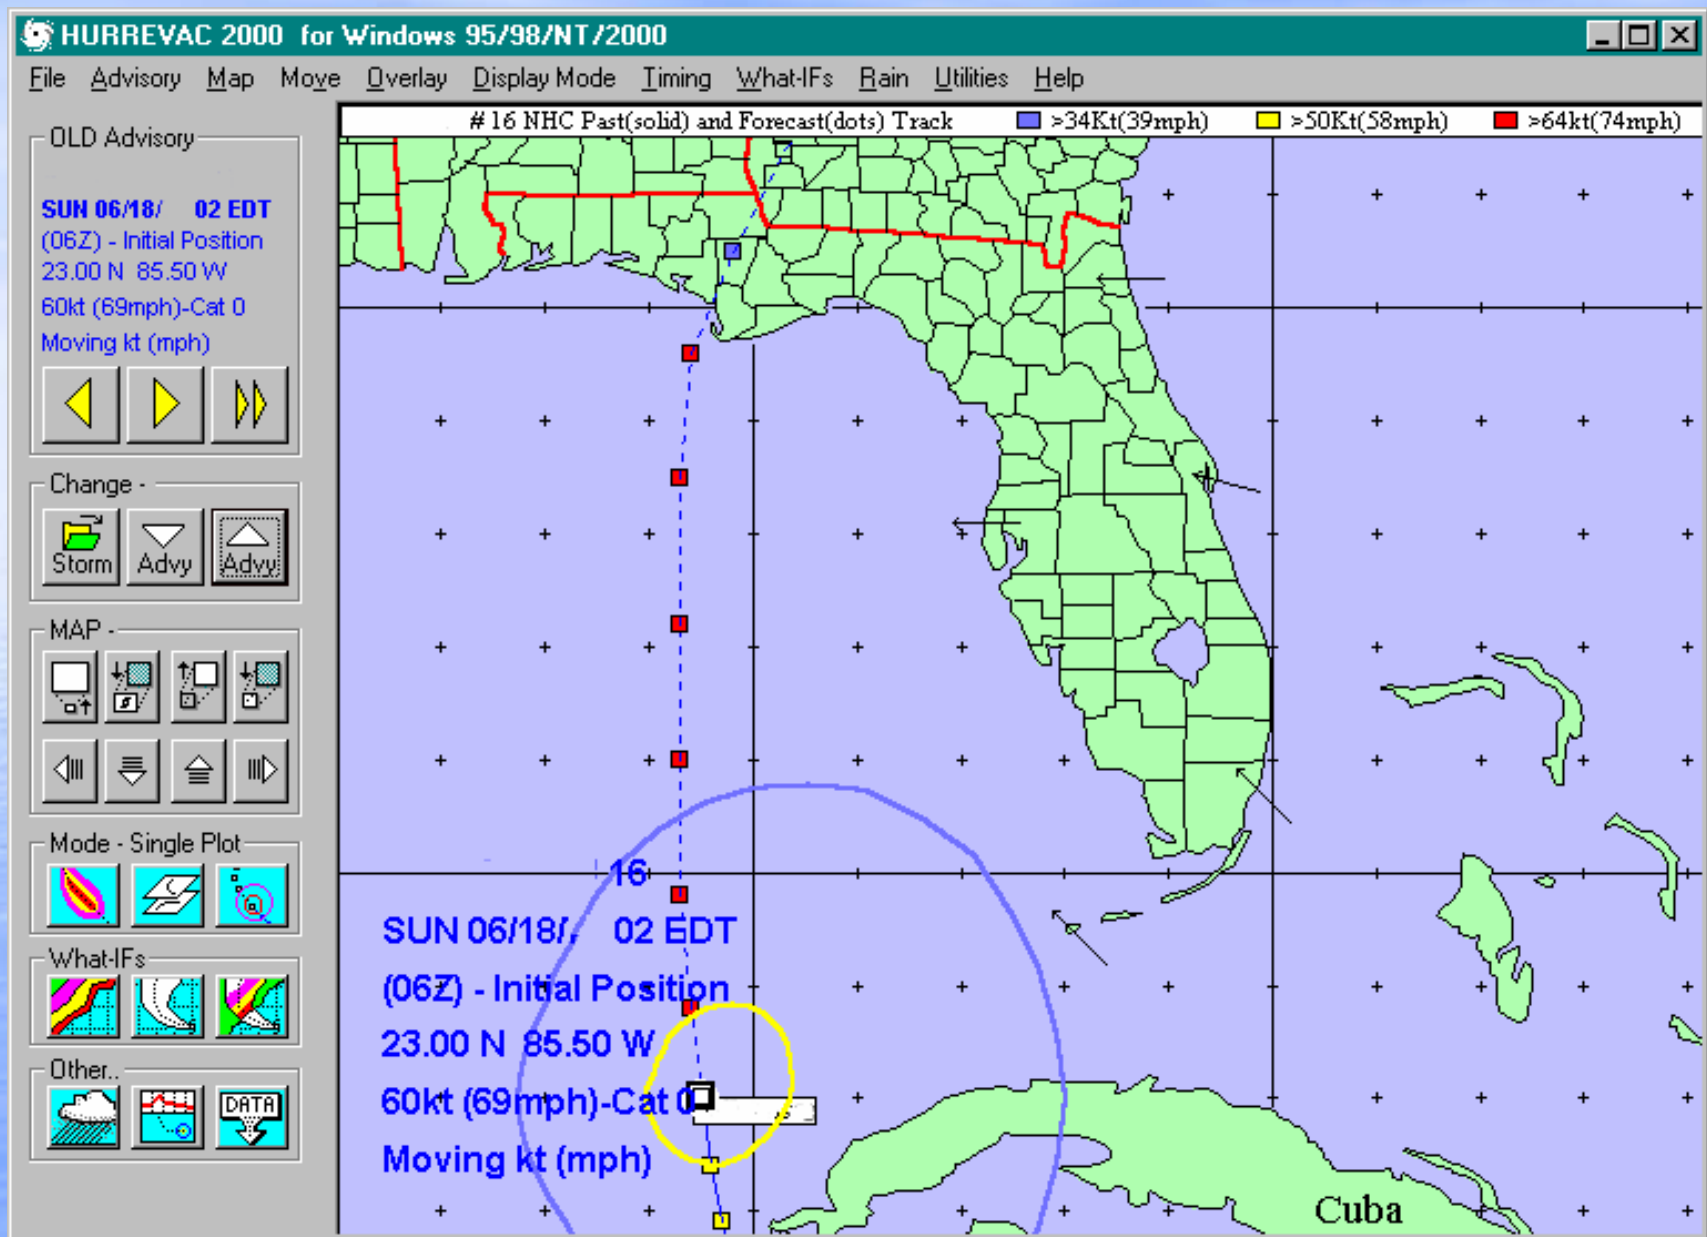 HURREVAC 2000 for Windows 95/98/NT/2000
File Advisory Map Move Overlay Display Mode Timing What-IFs Rain Utilities Help
# 16 NHC Past(solid) and Forecast(dots) Track >34Kt(39mph) >50Kt(58mph) >64kt(74mph)
OLD Advisory
SUN 06/18/ 02 EDT
(06Z) - Initial Position
23.00 N 85.50 W
60kt (69mph)-Cat 0
Moving kt (mph)
Change -
Storm Advy Advy
MAP -
Mode - Single Plot
What-IFs
Other..
DATA
16
SUN 06/18/, 02 EDT
(06Z) - Initial Position
23.00 N 85.50 W
60kt (69mph)-Cat 0
Moving kt (mph)
Cuba